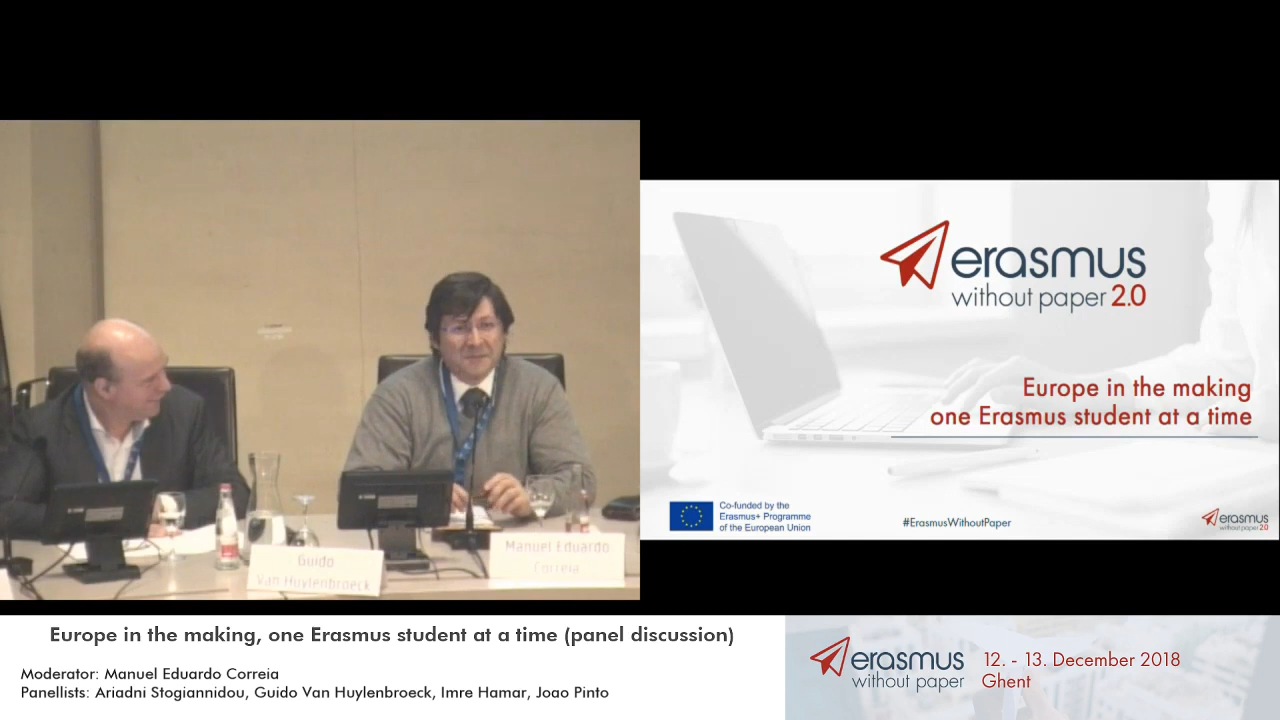 Guido
Van Huylenbroeck
Manuel Eduardo
Correia
erasmus
without paper 2.0
Europe in the making
one Erasmus student at a time
Co-funded by the
Erasmus+ Programme
of the European Union
#ErasmusWithoutPaper
erasmus
without paper 2.0
Europe in the making, one Erasmus student at a time (panel discussion)
Moderator: Manuel Eduardo Correia
Panellists: Ariadni Stogiannidou, Guido Van Huylenbroeck, Imre Hamar, Joao Pinto
erasmus
without paper
12. - 13. December 2018
Ghent